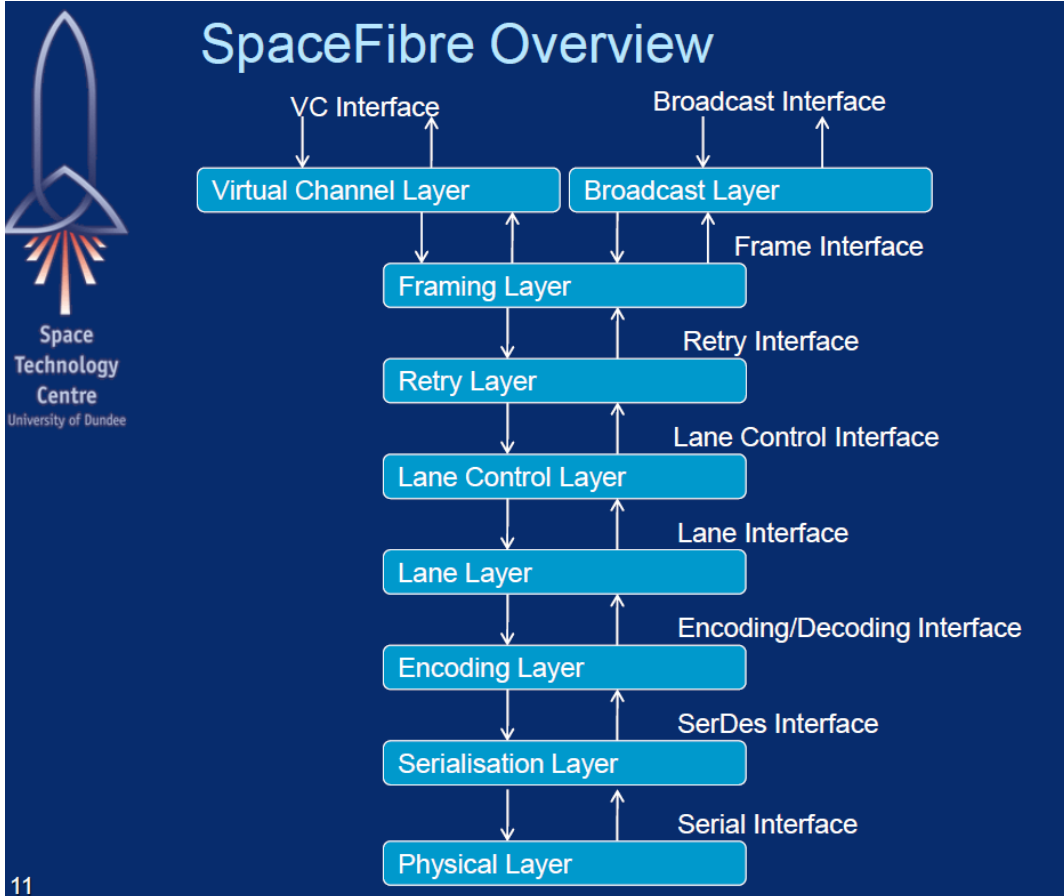 SpaceFibre Overview
VC Interface
Broadcast Interface
Virtual Channel Layer
Broadcast Layer
Frame Interface
Framing Layer
Retry Interface
Retry Layer
Lane Control Interface
Lane Control Layer
Lane Interface
Lane Layer
Encoding/Decoding Interface
Encoding Layer
SerDes Interface
Serialisation Layer
Serial Interface
Physical Layer
Space
Technology
Centre
University of Dundee
11